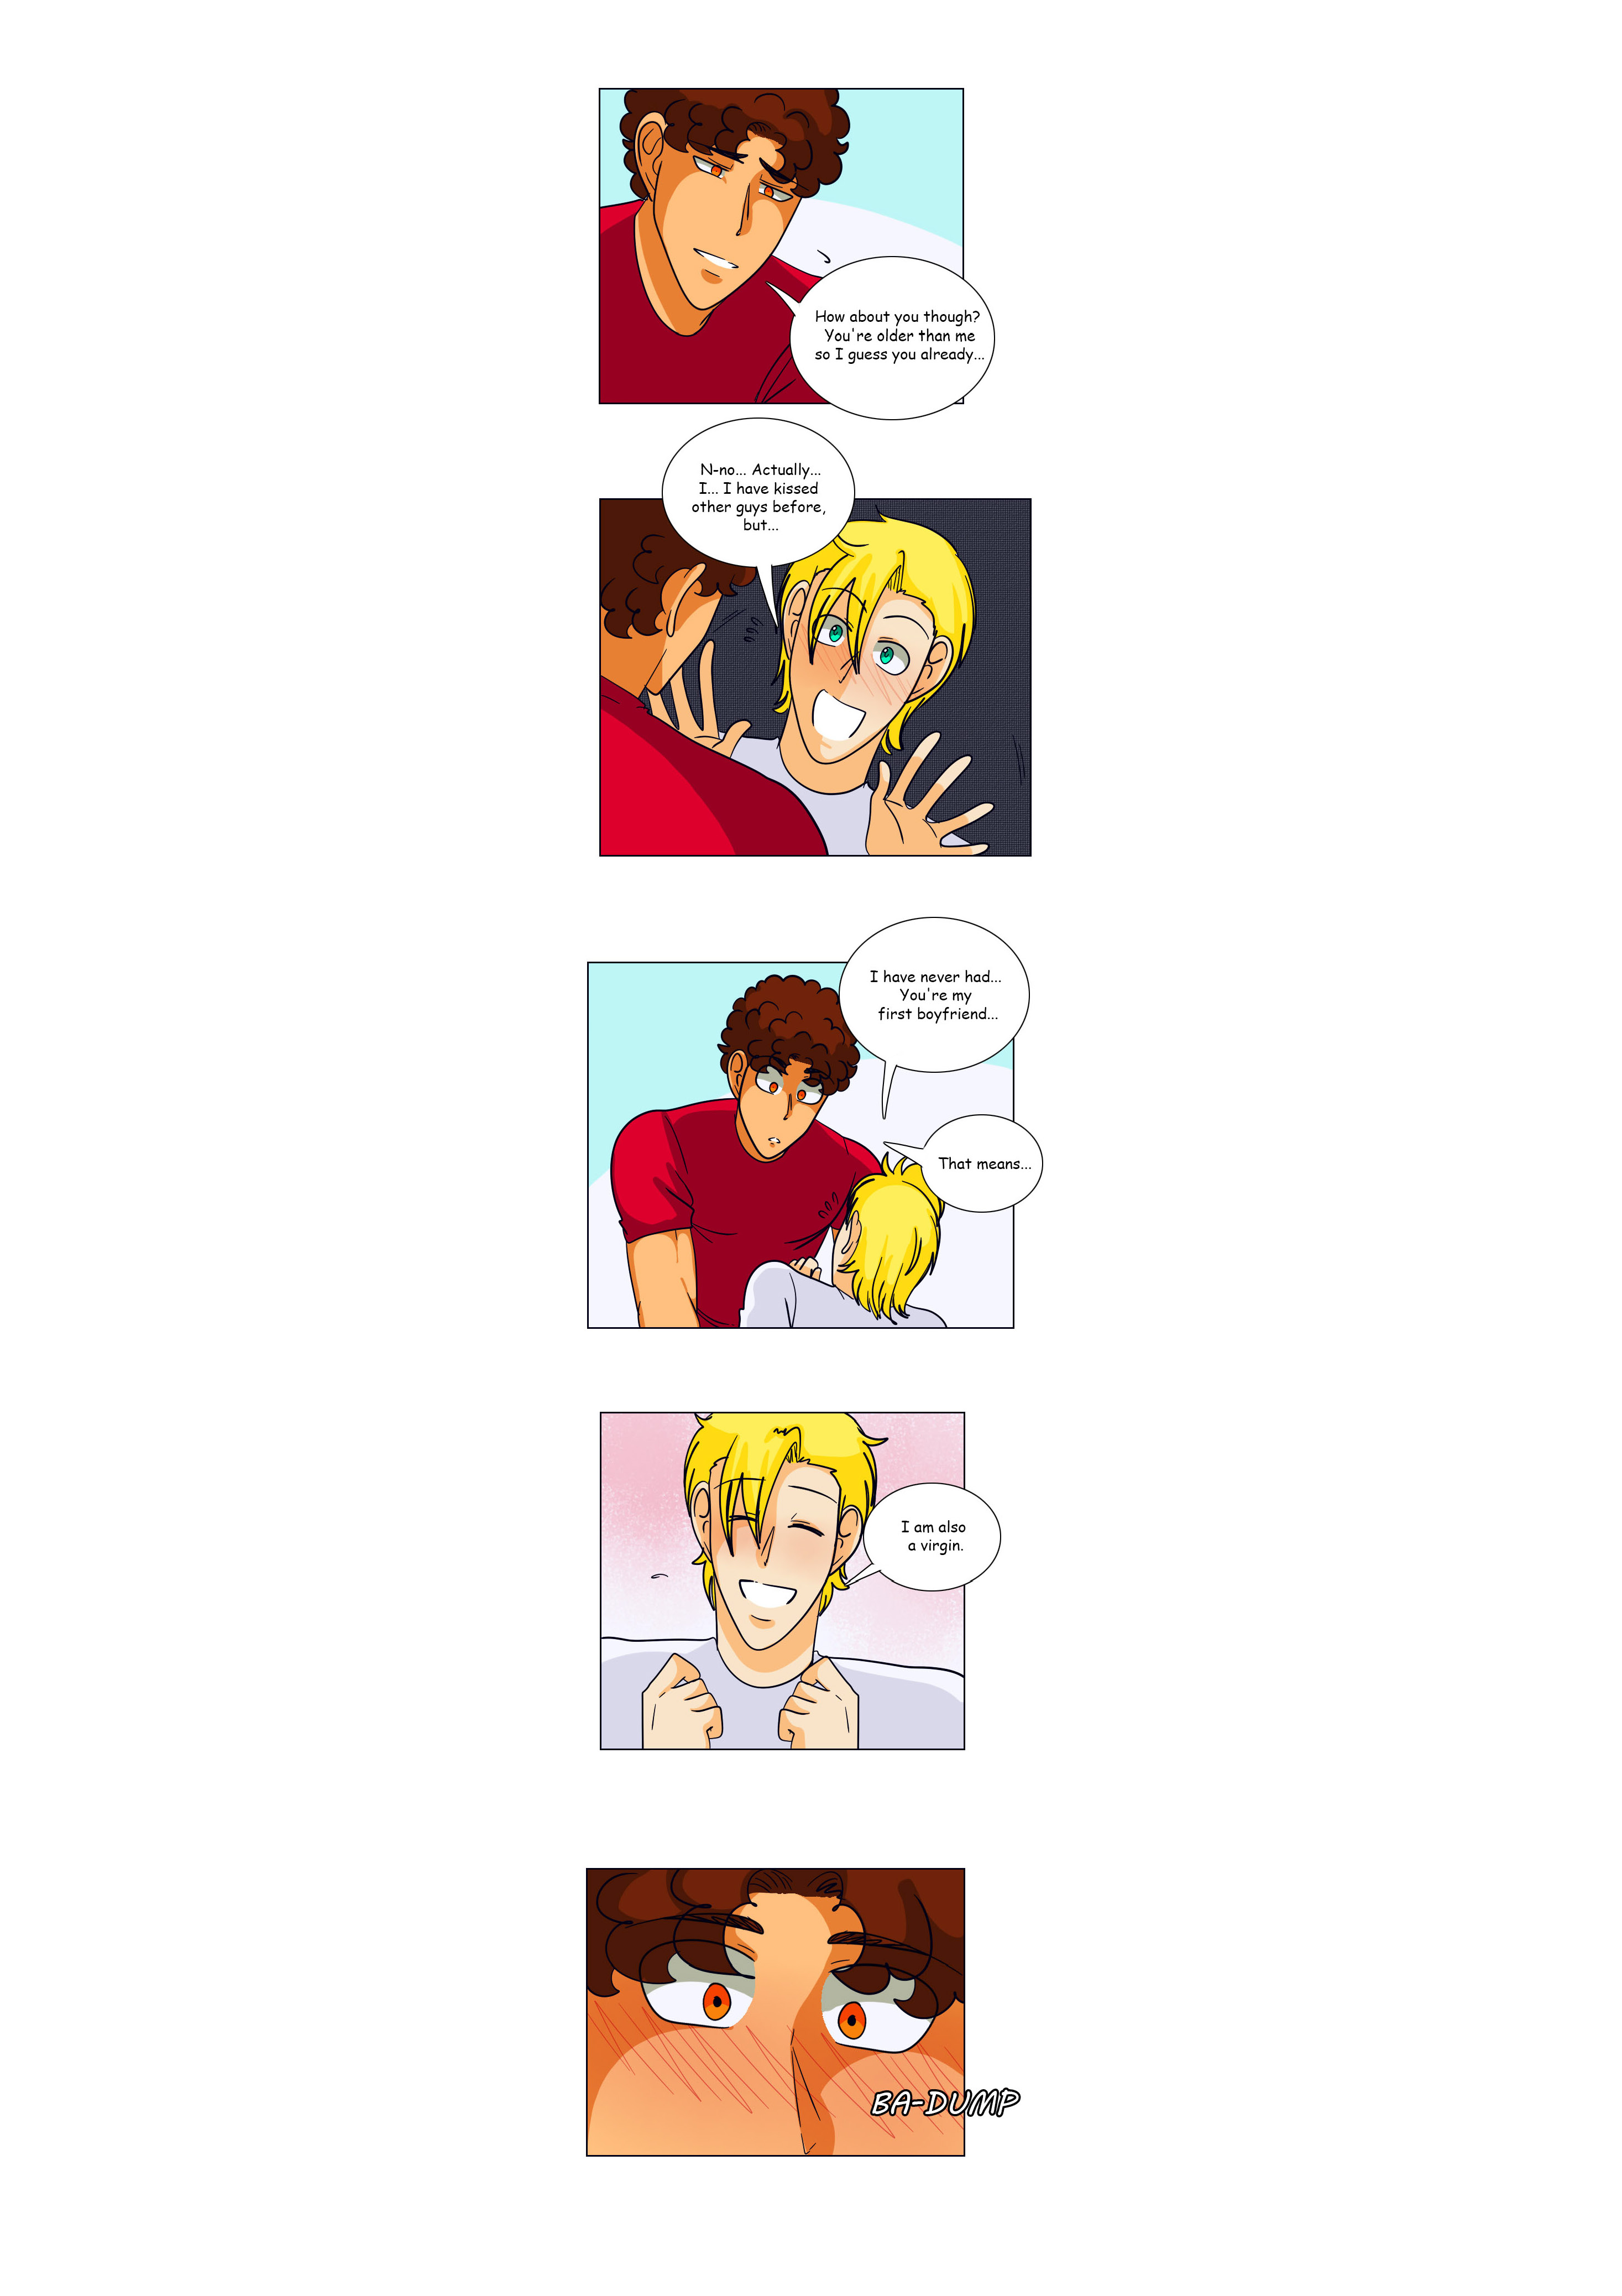 How about you though?
You're older than me
so I guess you already...
N-no... Actually...
I... I have kissed
other guys before,
but...
I have never had...
You're my
first boyfriend...
That means...
I am also
a virgin.
BA-DUMP